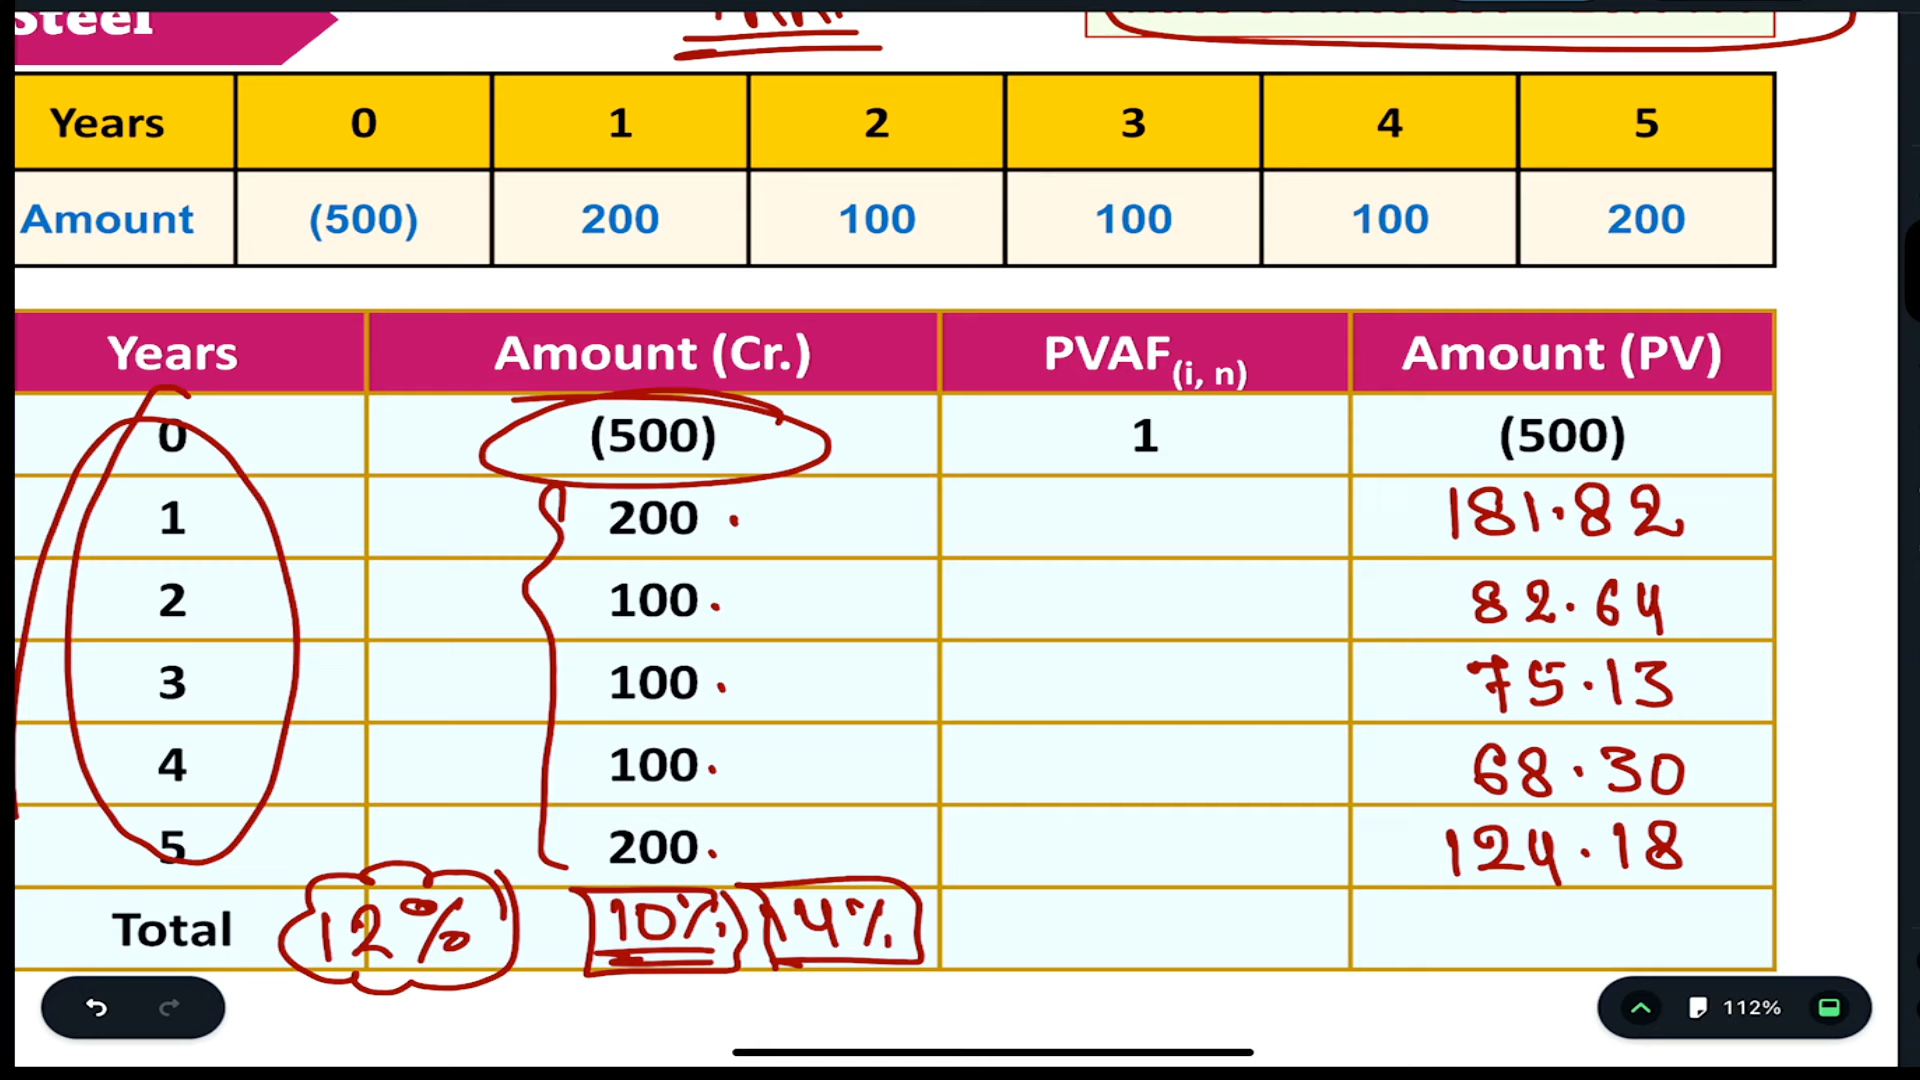 Steel
Years 0 1 2 3 4 5
Amount (500) 200 100 100 100 200
Years Amount (Cr.) PVAF(i, n) Amount (PV)
0 (500) 1 (500)
1 200 181.82
2 100 82.64
3 100 75.13
4 100 68.30
5 200 124.18
Total 12% 10% 14%
112%